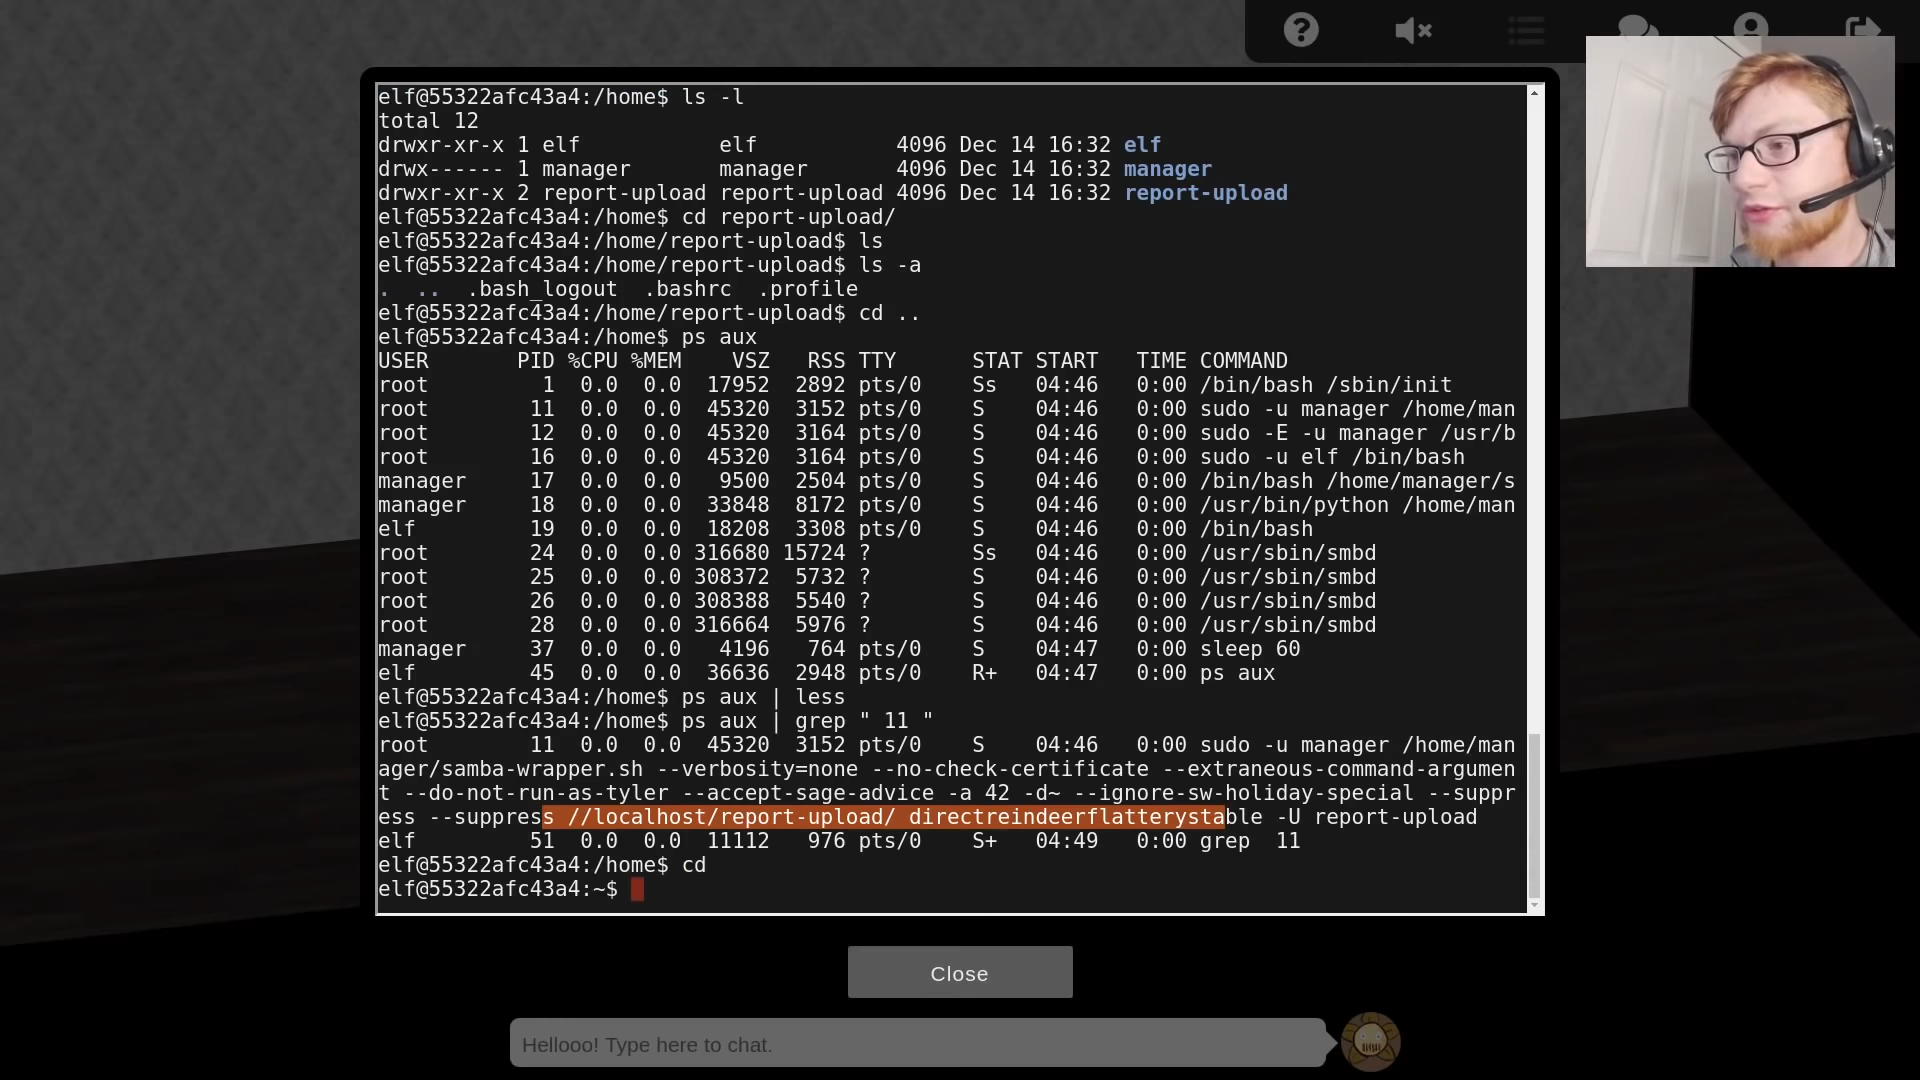 elf@55322afc43a4:/home$ ls -l
total 12
drwxr-xr-x 1 elf           elf           4096 Dec 14 16:32 elf
drwx------ 1 manager       manager       4096 Dec 14 16:32 manager
drwxr-xr-x 2 report-upload report-upload 4096 Dec 14 16:32 report-upload
elf@55322afc43a4:/home$ cd report-upload/
elf@55322afc43a4:/home/report-upload$ ls
elf@55322afc43a4:/home/report-upload$ ls -a
.  ..  .bash_logout  .bashrc  .profile
elf@55322afc43a4:/home/report-upload$ cd ..
elf@55322afc43a4:/home$ ps aux
USER       PID %CPU %MEM    VSZ   RSS TTY      STAT START   TIME COMMAND
root         1  0.0  0.0  17952  2892 pts/0    Ss   04:46   0:00 /bin/bash /sbin/init
root        11  0.0  0.0  45320  3152 pts/0    S    04:46   0:00 sudo -u manager /home/man
root        12  0.0  0.0  45320  3164 pts/0    S    04:46   0:00 sudo -E -u manager /usr/b
root        16  0.0  0.0  45320  3164 pts/0    S    04:46   0:00 sudo -u elf /bin/bash
manager     17  0.0  0.0   9500  2504 pts/0    S    04:46   0:00 /bin/bash /home/manager/s
manager     18  0.0  0.0  33848  8172 pts/0    S    04:46   0:00 /usr/bin/python /home/man
elf         19  0.0  0.0  18208  3308 pts/0    S    04:46   0:00 /bin/bash
root        24  0.0  0.0 316680 15724 ?        Ss   04:46   0:00 /usr/sbin/smbd
root        25  0.0  0.0 308372  5732 ?        S    04:46   0:00 /usr/sbin/smbd
root        26  0.0  0.0 308388  5540 ?        S    04:46   0:00 /usr/sbin/smbd
root        28  0.0  0.0 316664  5976 ?        S    04:46   0:00 /usr/sbin/smbd
manager     37  0.0  0.0   4196   764 pts/0    S    04:47   0:00 sleep 60
elf         45  0.0  0.0  36636  2948 pts/0    R+   04:47   0:00 ps aux
elf@55322afc43a4:/home$ ps aux | less
elf@55322afc43a4:/home$ ps aux | grep " 11 "
root        11  0.0  0.0  45320  3152 pts/0    S    04:46   0:00 sudo -u manager /home/man
ager/samba-wrapper.sh --verbosity=none --no-check-certificate --extraneous-command-argumen
t --do-not-run-as-tyler --accept-sage-advice -a 42 -d~ --ignore-sw-holiday-special --suppr
ess --suppress //localhost/report-upload/ directreindeerflatterystable -U report-upload
elf         51  0.0  0.0  11112   976 pts/0    S+   04:49   0:00 grep  11
elf@55322afc43a4:/home$ cd
elf@55322afc43a4:~$
Close
Hellooo! Type here to chat.